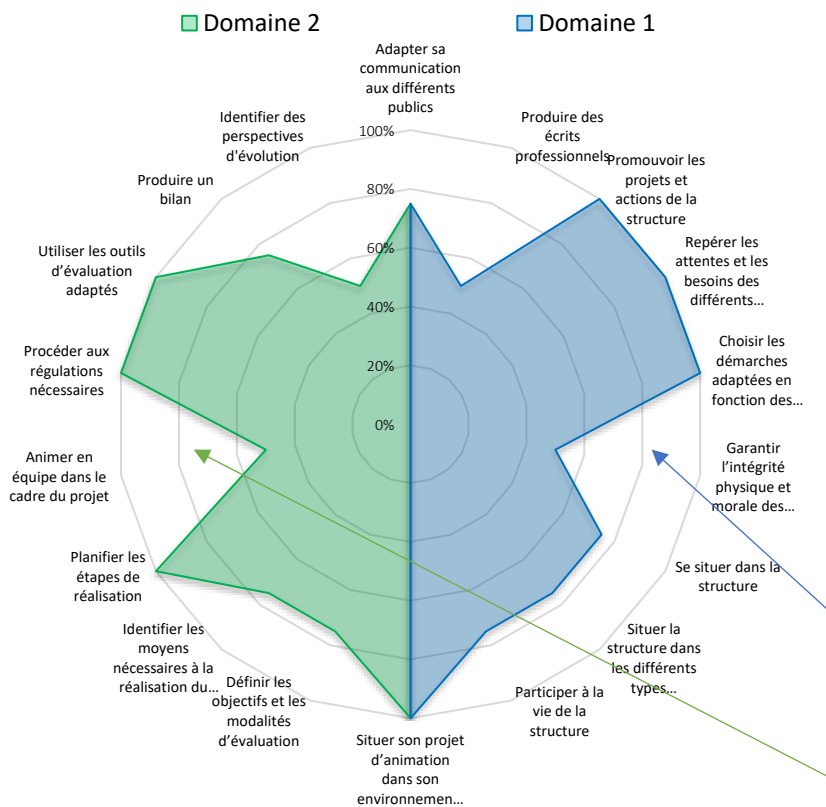 Domaine 2
Domaine 1
Adapter sa
communication
aux différents
publics
Produire des
écrits
professionnels
Promouvoir les
projets et
actions de la
structure
Repérer les
attentes et les
besoins des
différents…
Choisir les
démarches
adaptées en
fonction des…
Garantir
l’intégrité
physique et
morale des…
Se situer dans la
structure
Situer la
structure dans
les différents
types…
Participer à la
vie de la
structure
Situer son projet
d’animation
dans son
environnemen…
Définir les
objectifs et les
modalités
d’évaluation
Identifier les
moyens
nécessaires à la
réalisation du…
Planifier les
étapes de
réalisation
Animer en
équipe dans le
cadre du projet
Procéder aux
régulations
nécessaires
Utiliser les outils
d’évaluation
adaptés
Produire un
bilan
Identifier des
perspectives
d'évolution
100%
80%
60%
40%
20%
0%